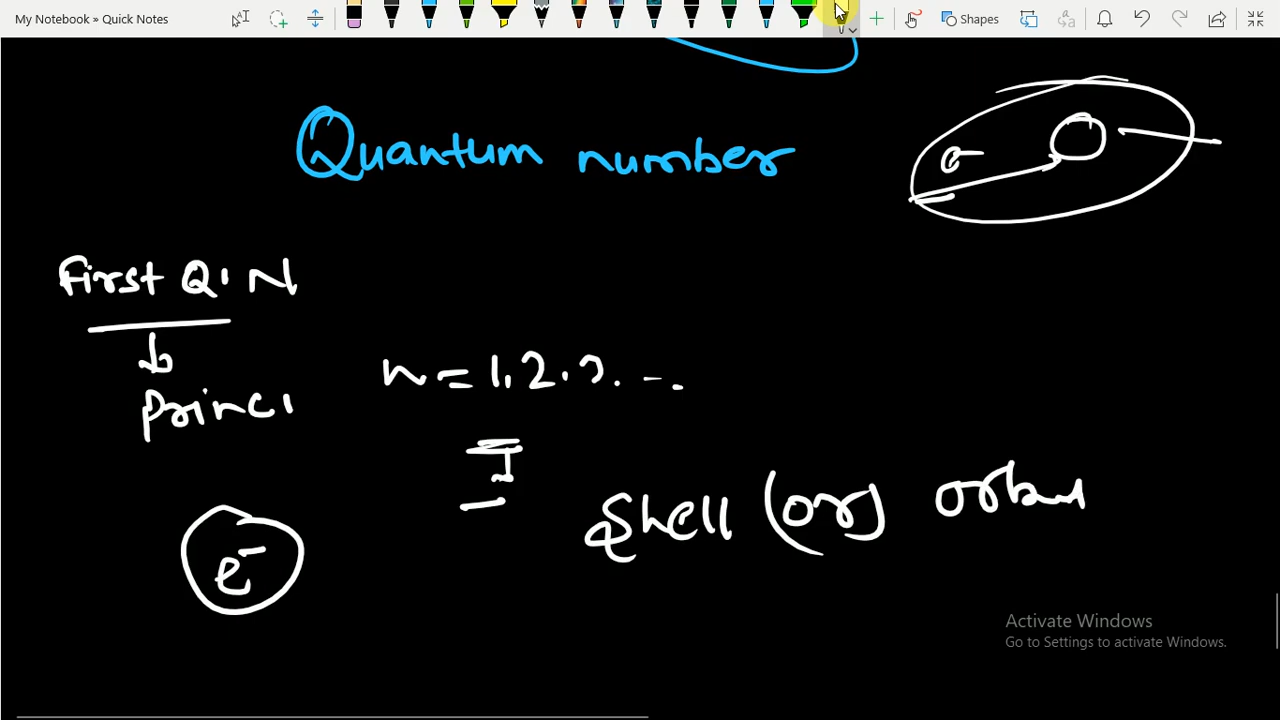 My Notebook » Quick Notes
Shapes
Quantum number
e-
First Q. N
Princi
n = 1, 2, 3. --.
Shell (or)
e-
Activate Windows
Go to Settings to activate Windows.